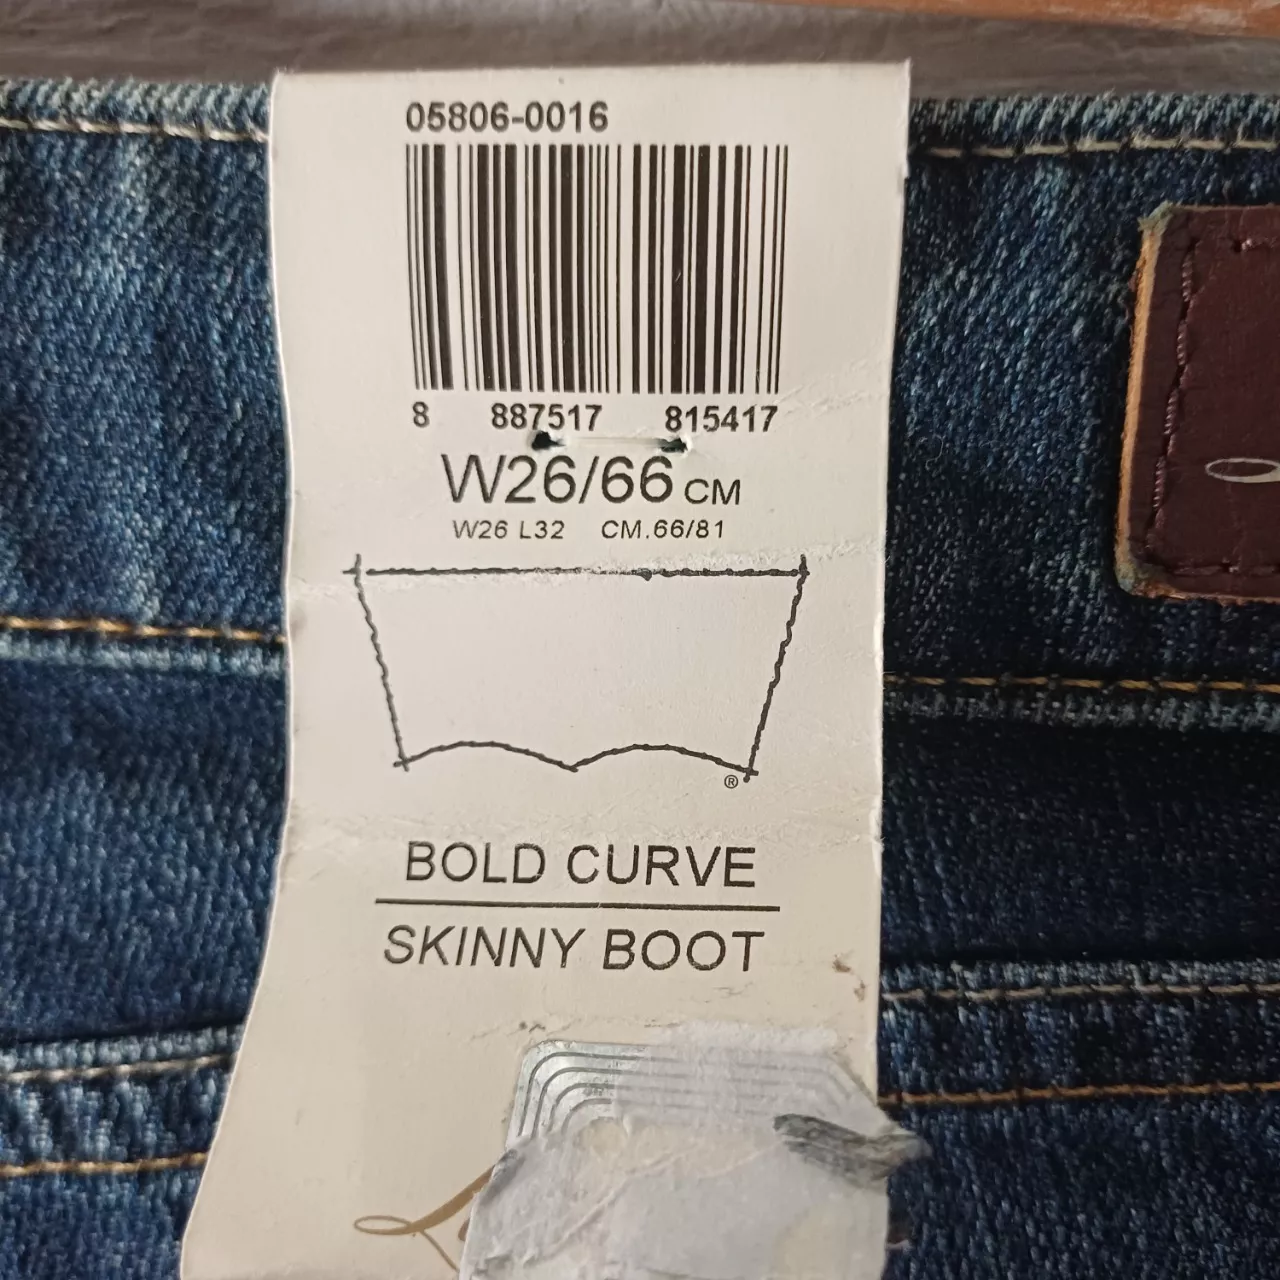 05806-0016
8 887517 815417
W26/66 CM
W26 L32 CM.66/81
®
BOLD CURVE
SKINNY BOOT